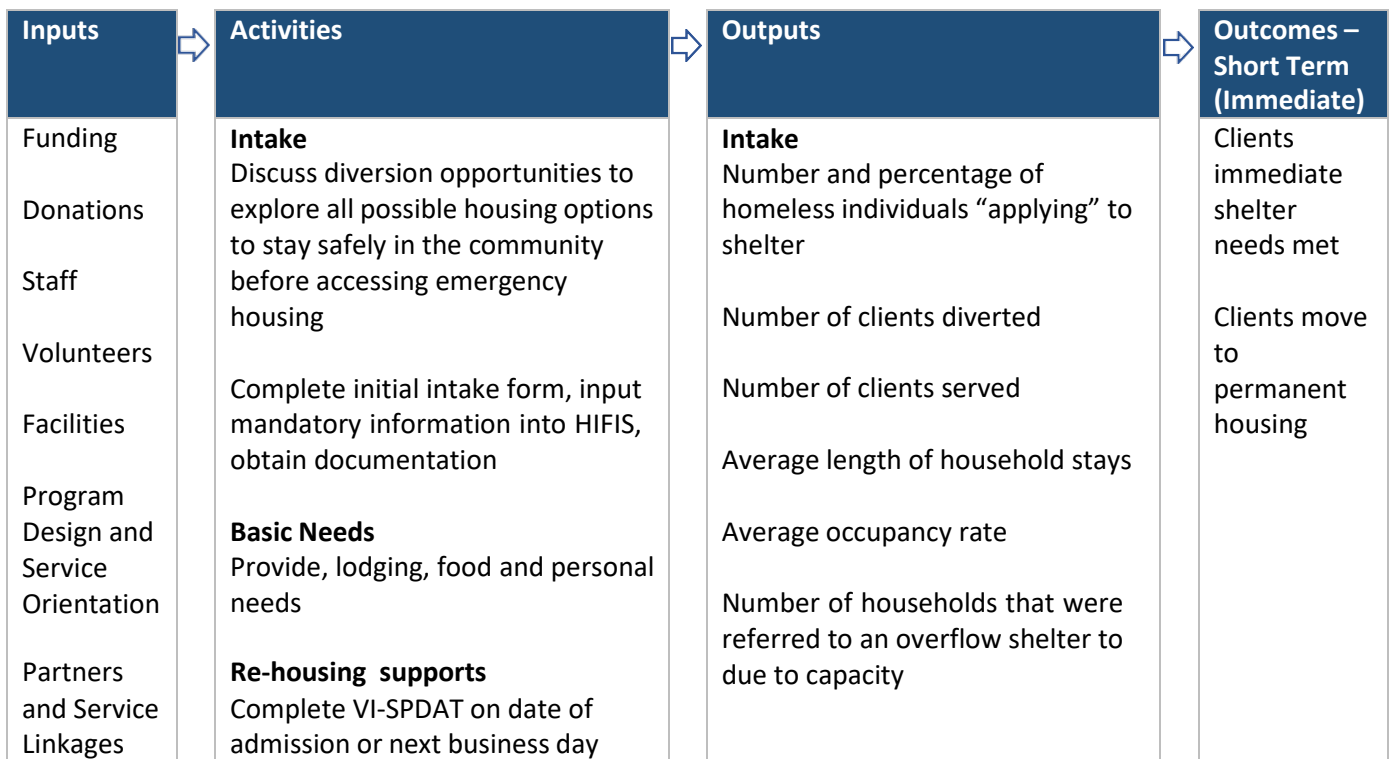 Inputs
Funding
Donations
Staff
Volunteers
Facilities
Program
Design and
Service
Orientation
Partners
and Service
Linkages
Activities
Intake
Discuss diversion opportunities to
explore all possible housing options
to stay safely in the community
before accessing emergency
housing
Complete initial intake form, input
mandatory information into HIFIS,
obtain documentation
Basic Needs
Provide, lodging, food and personal
needs
Re-housing supports
Complete VI-SPDAT on date of
admission or next business day
Outputs
Intake
Number and percentage of
homeless individuals “applying” to
shelter
Number of clients diverted
Number of clients served
Average length of household stays
Average occupancy rate
Number of households that were
referred to an overflow shelter to
due to capacity
Outcomes –
Short Term
(Immediate)
Clients
immediate
shelter
needs met
Clients move
to
permanent
housing